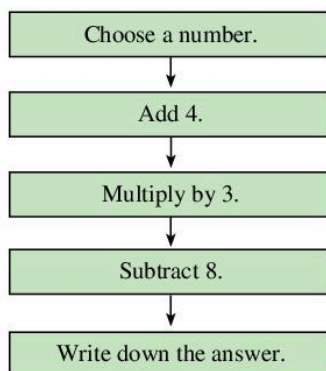 Choose a number.
Add 4.
Multiply by 3.
Subtract 8.
Write down the answer.